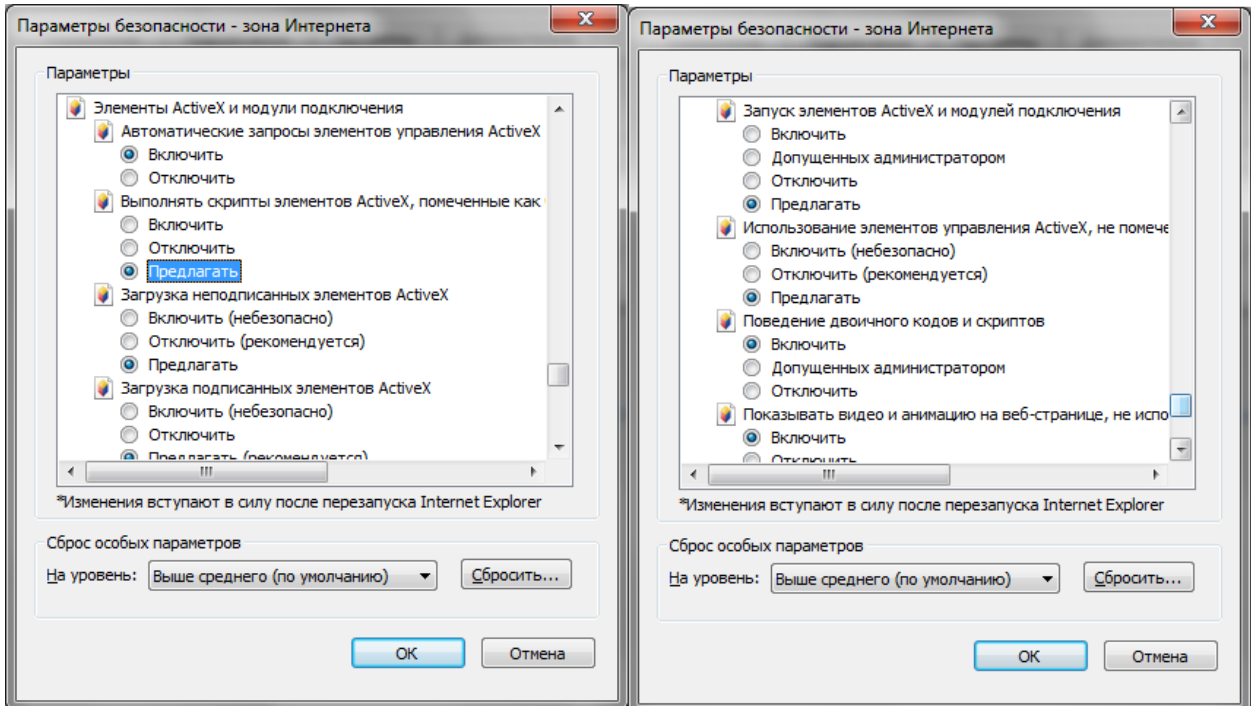 Параметры безопасности - зона Интернета
Параметры
Элементы ActiveX и модули подключения
Автоматические запросы элементов управления ActiveX
Включить
Отключить
Выполнять скрипты элементов ActiveX, помеченные как
Включить
Отключить
Предлагать
Загрузка неподписанных элементов ActiveX
Включить (небезопасно)
Отключить (рекомендуется)
Предлагать
Загрузка подписанных элементов ActiveX
Включить (небезопасно)
Отключить
Предлагать (рекомендуется)
*Изменения вступают в силу после перезапуска Internet Explorer
Сброс особых параметров
На уровень: Выше среднего (по умолчанию) Сбросить...
OK Отмена
Параметры безопасности - зона Интернета
Параметры
Запуск элементов ActiveX и модулей подключения
Включить
Допущенных администратором
Отключить
Предлагать
Использование элементов управления ActiveX, не помече
Включить (небезопасно)
Отключить (рекомендуется)
Предлагать
Поведение двоичного кодов и скриптов
Включить
Допущенных администратором
Отключить
Показывать видео и анимацию на веб-странице, не испо
Включить
Отключить
*Изменения вступают в силу после перезапуска Internet Explorer
Сброс особых параметров
На уровень: Выше среднего (по умолчанию) Сбросить...
OK Отмена